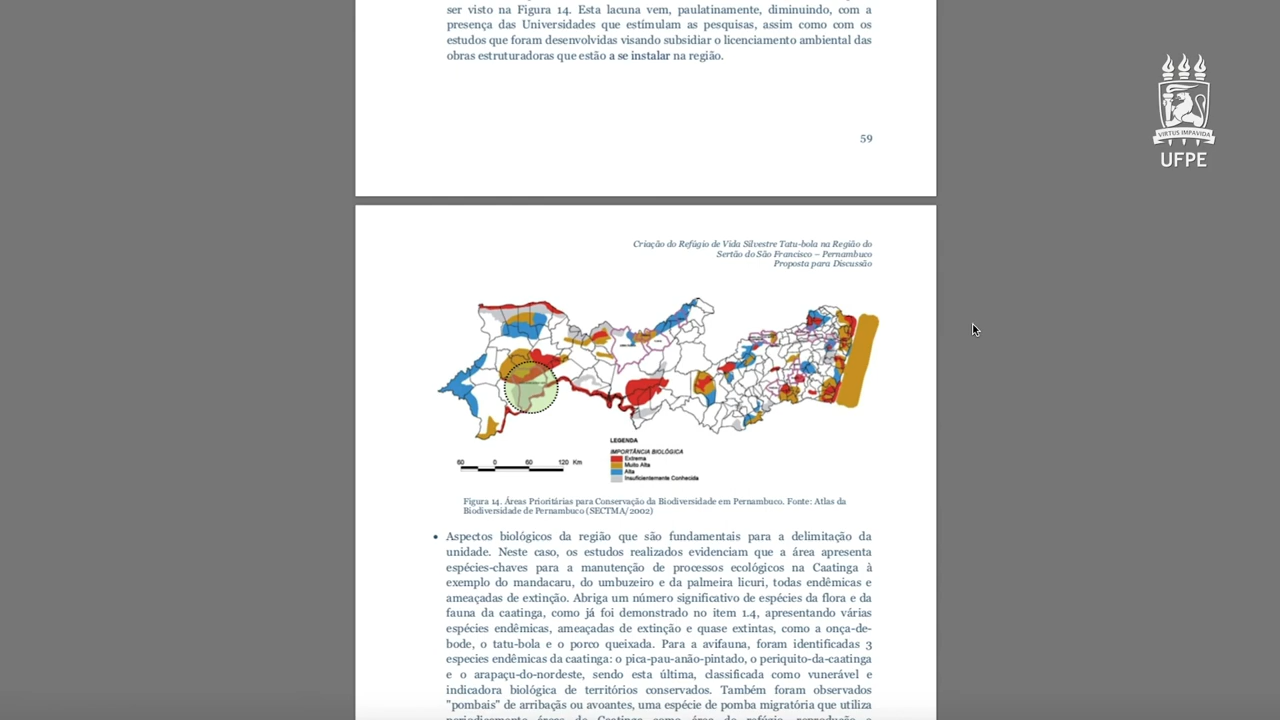 ser visto na Figura 14. Esta lacuna vem, paulatinamente, diminuindo, com a
presença das Universidades que estímulam as pesquisas, assim como com os
estudos que foram desenvolvidas visando subsidiar o licenciamento ambiental das
obras estruturadoras que estão a se instalar na região.
59
VIRTUS IMPAVIDA
UFPE
Criação do Refúgio de Vida Silvestre Tatu-bola na Região do
Sertão do São Francisco – Pernambuco
Proposta para Discussão
LEGENDA
IMPORTÂNCIA BIOLÓGICA
Extrema
Muito Alta
Alta
Insuficientemente Conhecida
60 0 60 120 Km
Figura 14. Áreas Prioritárias para Conservação da Biodiversidade em Pernambuco. Fonte: Atlas da
Biodiversidade de Pernambuco (SECTMA/2002)
• Aspectos biológicos da região que são fundamentais para a delimitação da
unidade. Neste caso, os estudos realizados evidenciam que a área apresenta
espécies-chaves para a manutenção de processos ecológicos na Caatinga à
exemplo do mandacaru, do umbuzeiro e da palmeira licuri, todas endêmicas e
ameaçadas de extinção. Abriga um número significativo de espécies da flora e da
fauna da caatinga, como já foi demonstrado no item 1.4, apresentando várias
espécies endêmicas, ameaçadas de extinção e quase extintas, como a onça-de-
bode, o tatu-bola e o porco queixada. Para a avifauna, foram identificadas 3
especies endêmicas da caatinga: o pica-pau-anão-pintado, o periquito-da-caatinga
e o arapaçu-do-nordeste, sendo esta última, classificada como vunerável e
indicadora biológica de territórios conservados. Também foram observados
"pombais" de arribaçãs ou avoantes, uma espécie de pomba migratória que utiliza
periodicamente áreas de Caatinga como área de refúgio, reprodução e